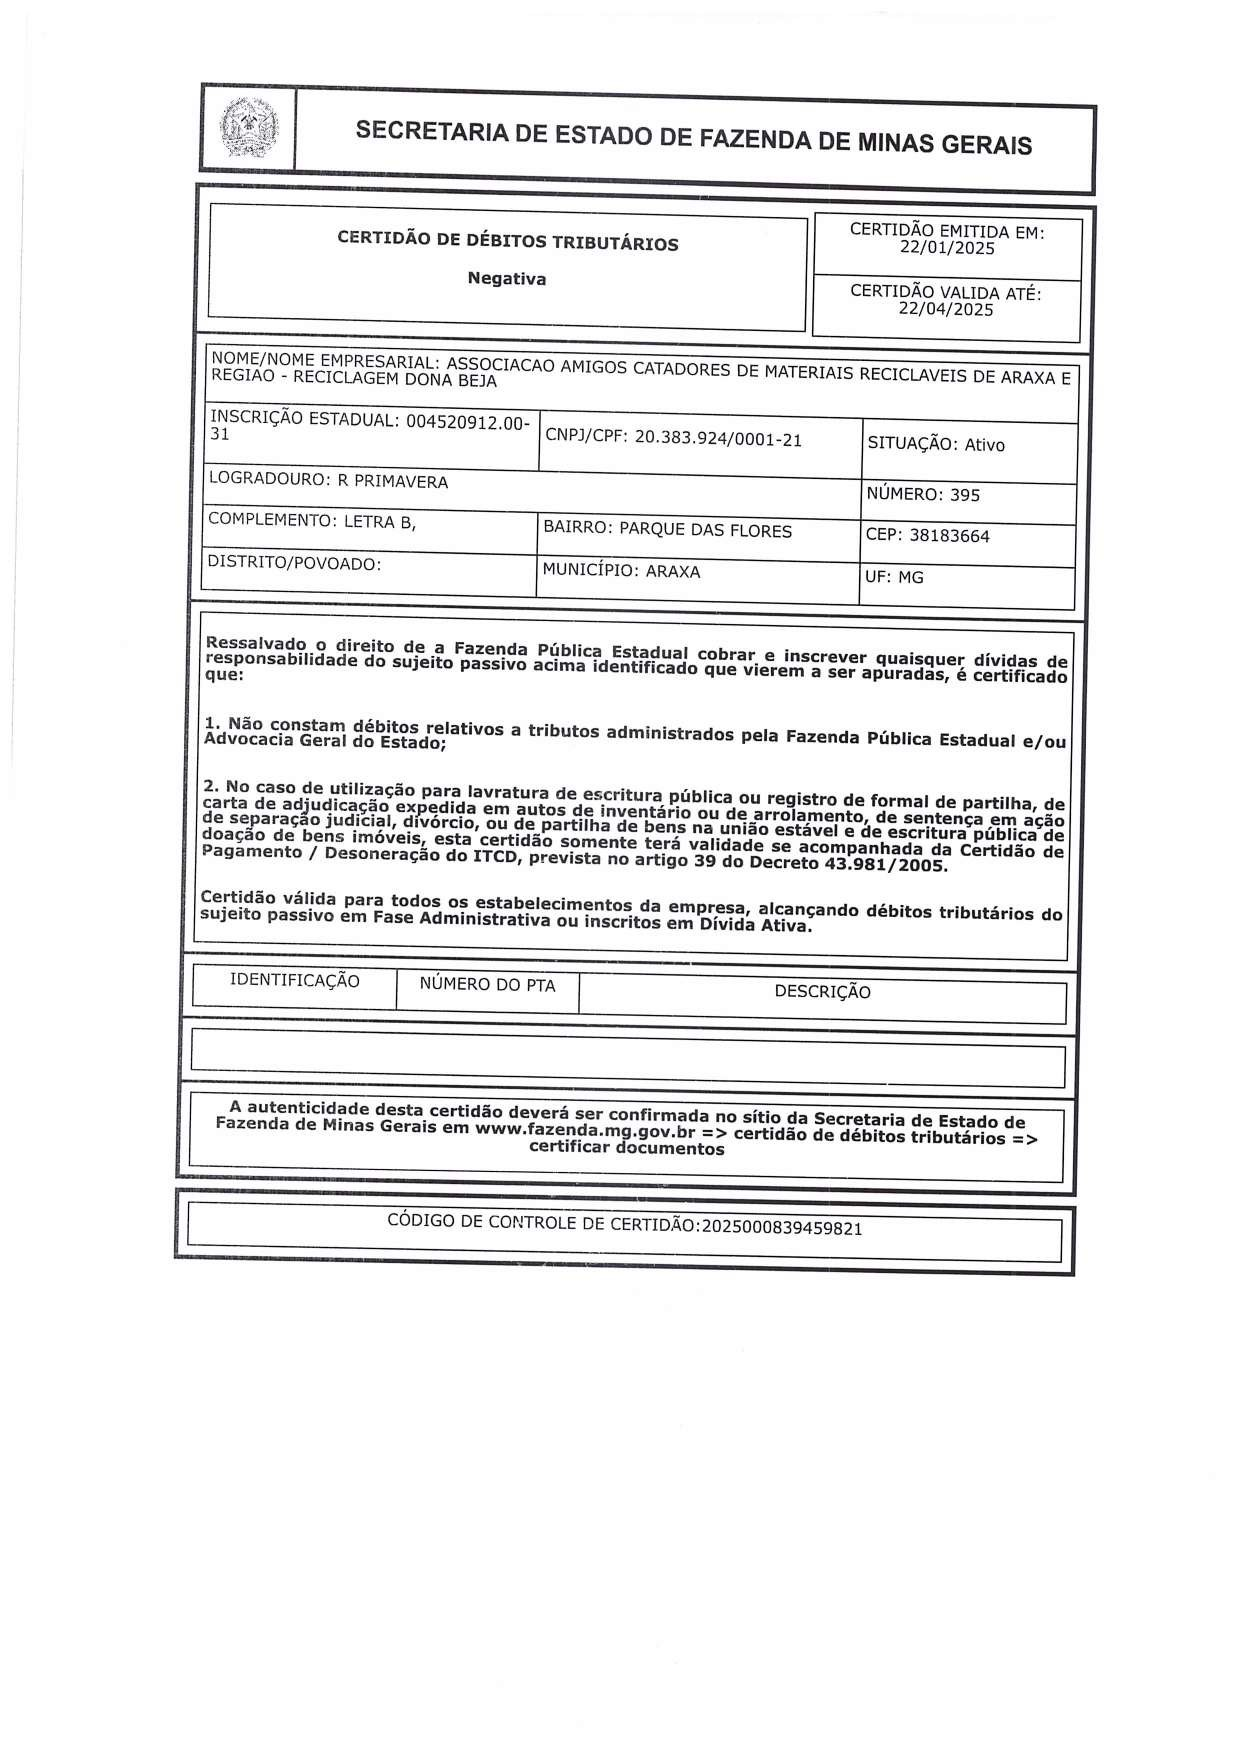 SECRETARIA DE ESTADO DE FAZENDA DE MINAS GERAIS
CERTIDÃO DE DÉBITOS TRIBUTÁRIOS
Negativa
CERTIDÃO EMITIDA EM:
22/01/2025
CERTIDÃO VALIDA ATÉ:
22/04/2025
NOME/NOME EMPRESARIAL: ASSOCIACAO AMIGOS CATADORES DE MATERIAIS RECICLAVEIS DE ARAXA E
REGIAO - RECICLAGEM DONA BEJA
INSCRIÇÃO ESTADUAL: 004520912.00-
31
CNPJ/CPF: 20.383.924/0001-21
SITUAÇÃO: Ativo
LOGRADOURO: R PRIMAVERA
NÚMERO: 395
COMPLEMENTO: LETRA B,
BAIRRO: PARQUE DAS FLORES
CEP: 38183664
DISTRITO/POVOADO:
MUNICÍPIO: ARAXA
UF: MG
Ressalvado o direito de a Fazenda Pública Estadual cobrar e inscrever quaisquer dívidas de
responsabilidade do sujeito passivo acima identificado que vierem a ser apuradas, é certificado
que:
1. Não constam débitos relativos a tributos administrados pela Fazenda Pública Estadual e/ou
Advocacia Geral do Estado;
2. No caso de utilização para lavratura de escritura pública ou registro de formal de partilha, de
carta de adjudicação expedida em autos de inventário ou de arrolamento, de sentença em ação
de separação judicial, divórcio, ou de partilha de bens na união estável e de escritura pública de
doação de bens imóveis, esta certidão somente terá validade se acompanhada da Certidão de
Pagamento / Desoneração do ITCD, prevista no artigo 39 do Decreto 43.981/2005.
Certidão válida para todos os estabelecimentos da empresa, alcançando débitos tributários do
sujeito passivo em Fase Administrativa ou inscritos em Dívida Ativa.
IDENTIFICAÇÃO
NÚMERO DO PTA
DESCRIÇÃO
A autenticidade desta certidão deverá ser confirmada no sítio da Secretaria de Estado de
Fazenda de Minas Gerais em www.fazenda.mg.gov.br => certidão de débitos tributários =>
certificar documentos
CÓDIGO DE CONTROLE DE CERTIDÃO:2025000839459821